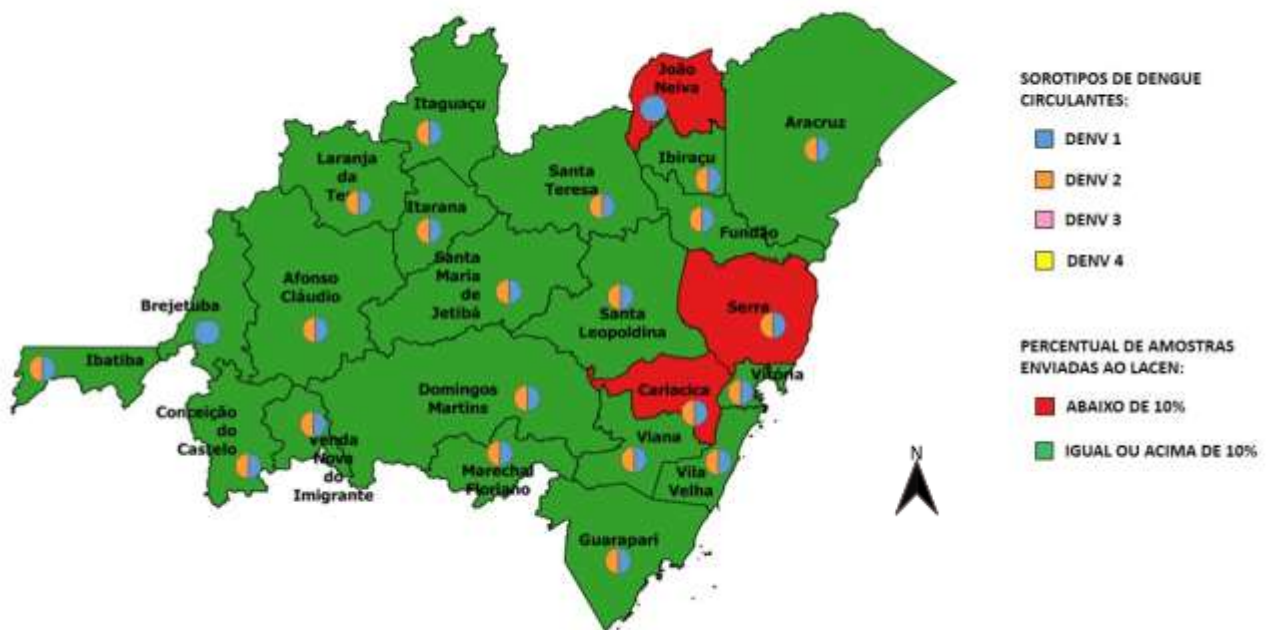 João
Neiva
Itaguaçu
Aracruz
Laranja
da
Ibiraçu
Santa
Teresa
Itarana
Fundão
Santa
Maria
de
Jetibá
Afonso
Cláudio
Brejetuba
Serra
Santa
Leopoldina
Ibatiba
Vitória
Domingos
Martins
Cariacica
Conceição
do
Castelo
Viana
Venda
Nova
do
Imigrante
Marechal
Floriano
Vila
Velha
Guarapari
N
SOROTIPOS DE DENGUE
CIRCULANTES:
DENV 1
DENV 2
DENV 3
DENV 4
PERCENTUAL DE AMOSTRAS
ENVIADAS AO LACEN:
ABAIXO DE 10%
IGUAL OU ACIMA DE 10%